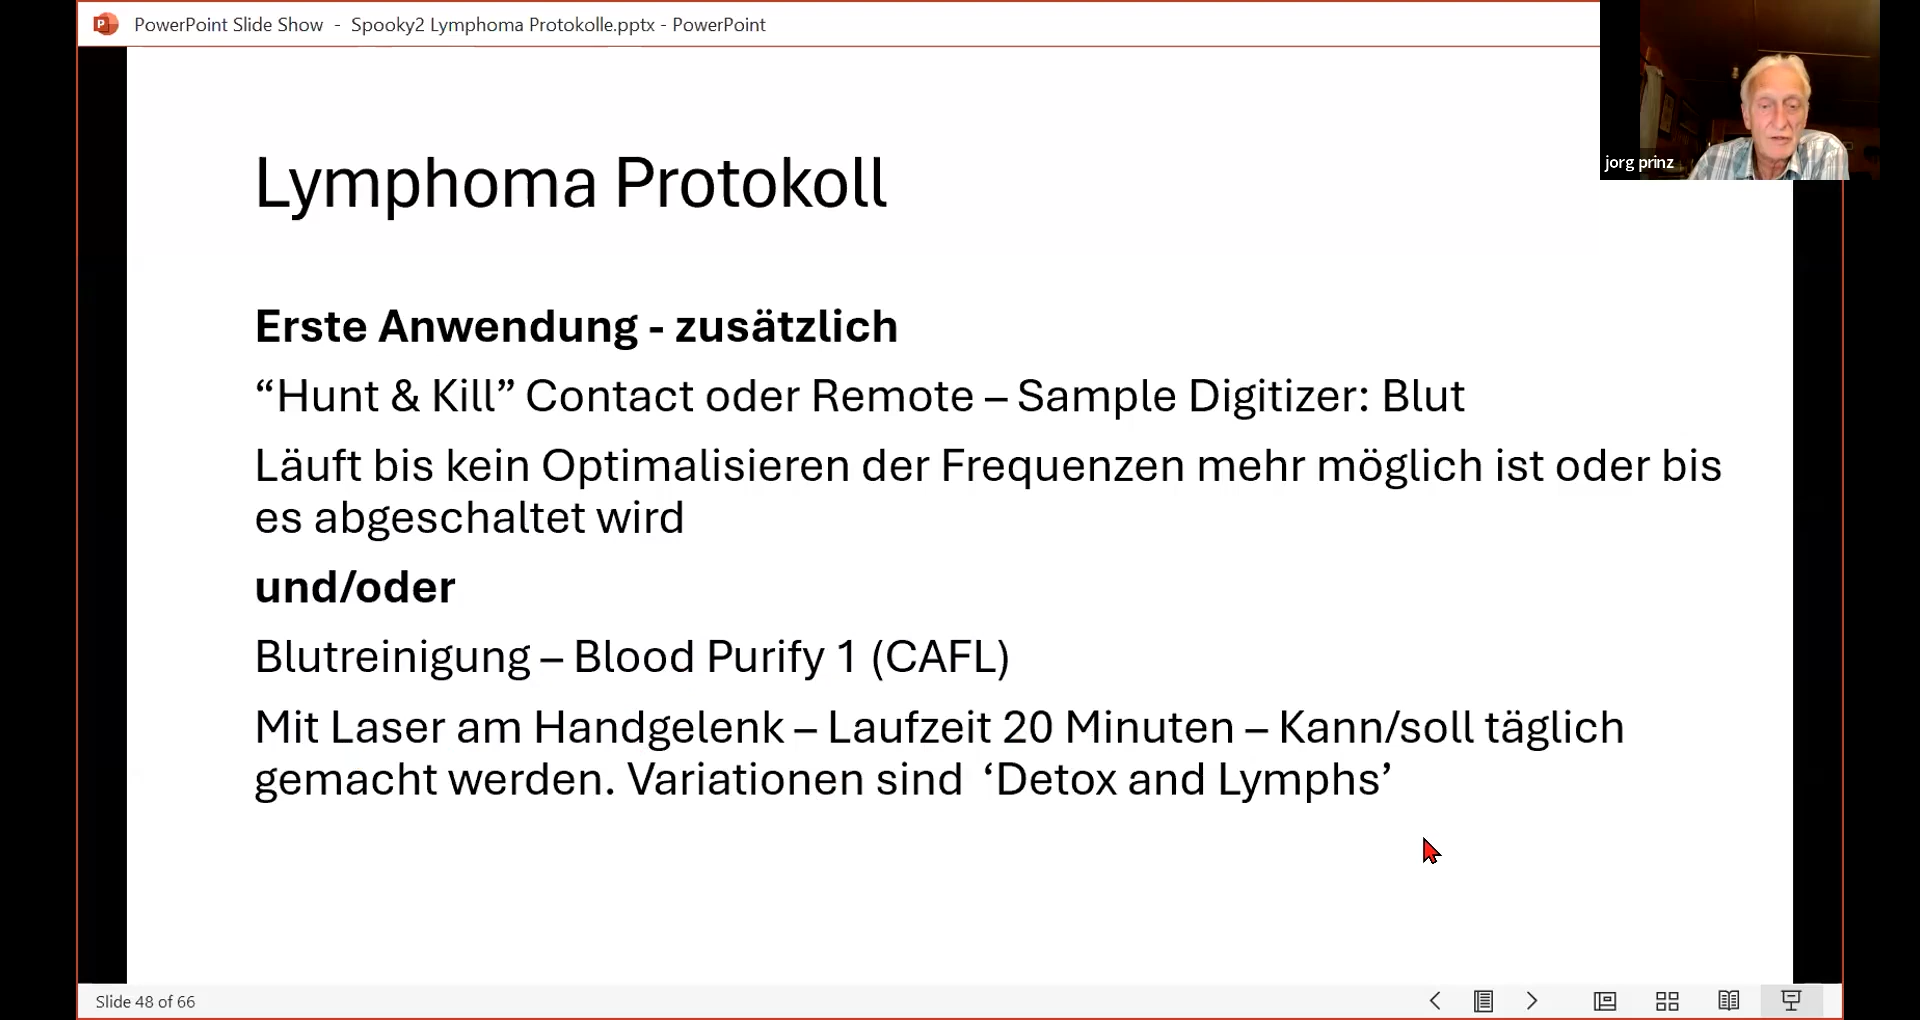 PowerPoint Slide Show - Spooky2 Lymphoma Protokolle.pptx - PowerPoint
jorg prinz
Lymphoma Protokoll
Erste Anwendung - zusätzlich
“Hunt & Kill” Contact oder Remote – Sample Digitizer: Blut
Läuft bis kein Optimalisieren der Frequenzen mehr möglich ist oder bis
es abgeschaltet wird
und/oder
Blutreinigung – Blood Purify 1 (CAFL)
Mit Laser am Handgelenk – Laufzeit 20 Minuten – Kann/soll täglich
gemacht werden. Variationen sind ‘Detox and Lymphs’
Slide 48 of 66